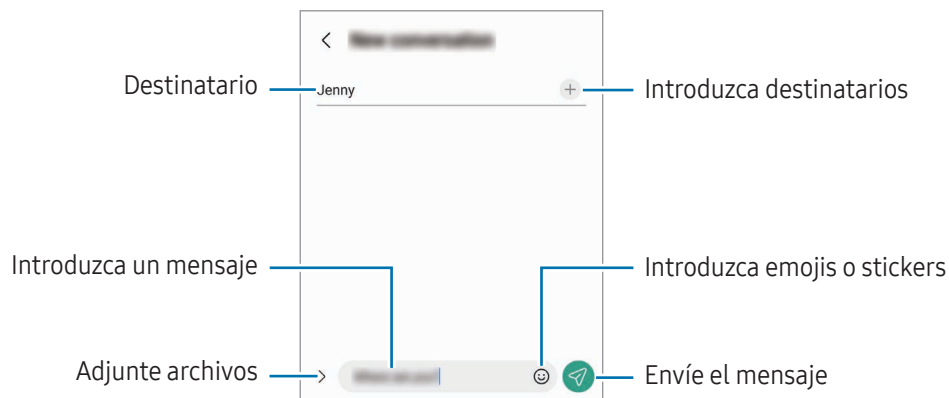 Destinatario
Jenny
Introduzca destinatarios
Introduzca un mensaje
Introduzca emojis o stickers
Adjunte archivos
Envíe el mensaje